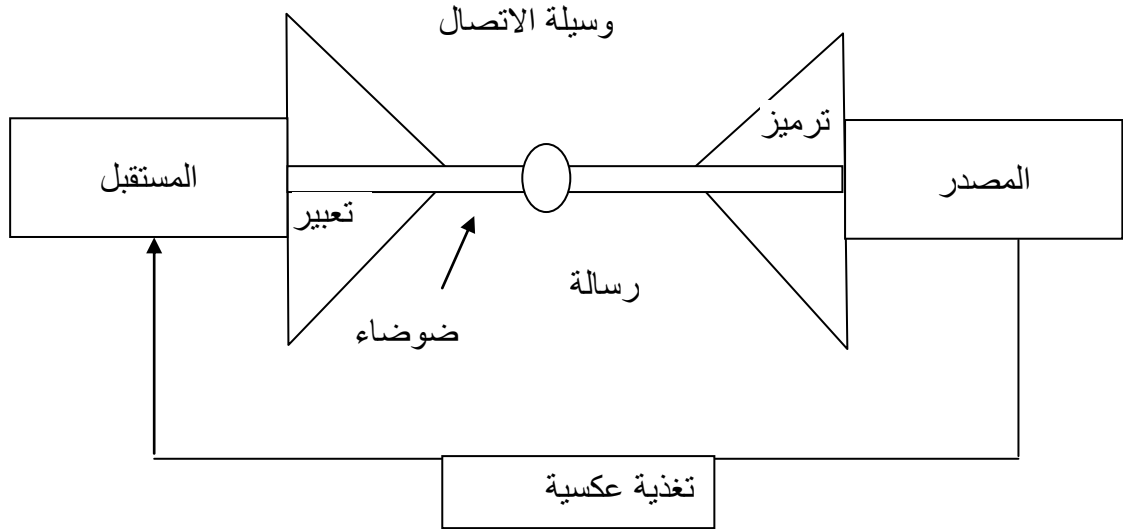 وسيلة الاتصال
ترميز
المصدر
المستقبل
تعبير
رسالة
ضوضاء
تغذية عكسية